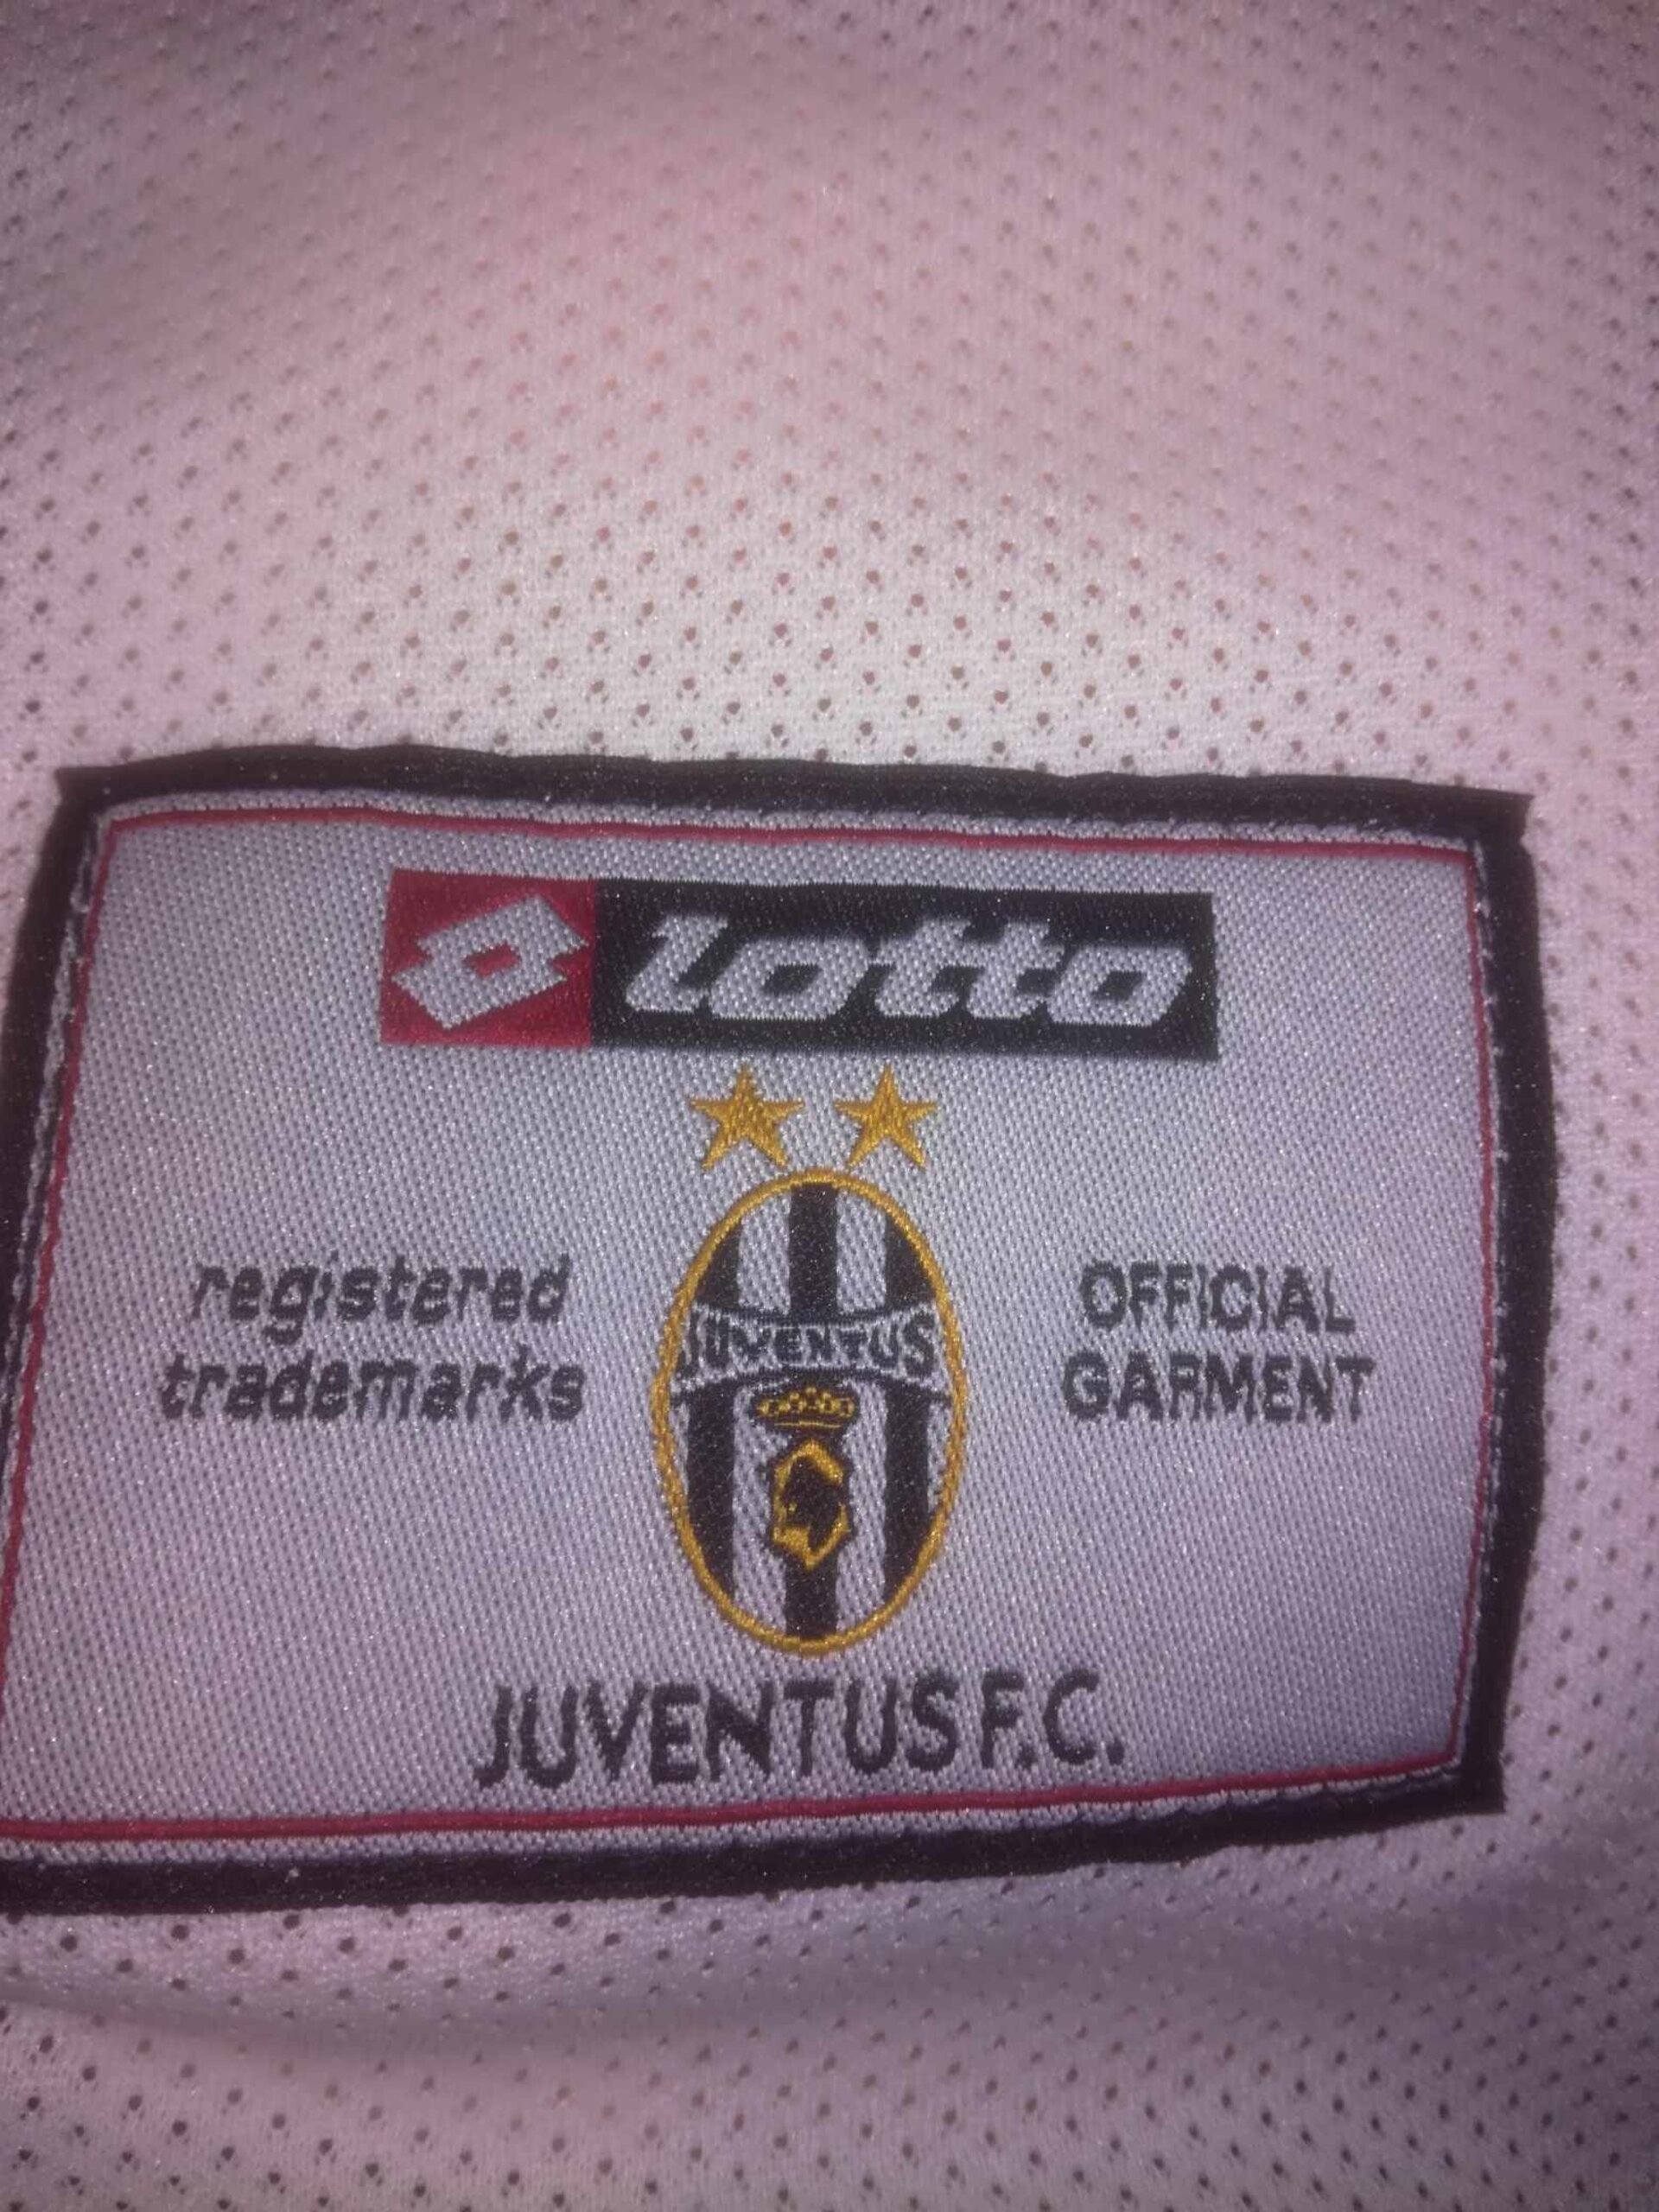 lotto
registered
trademarks
JUVENTUS
OFFICIAL
GARMENT
JUVENTUS F.C.